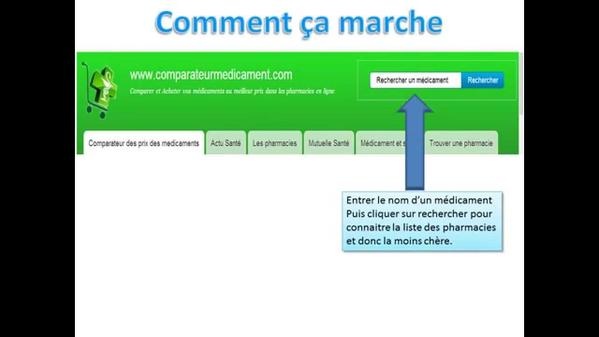 Comment ça marche
www.comparateurmedicament.com
Comparer et Acheter vos médicaments au meilleur prix dans les pharmacies en ligne
Rechercher un médicament
Rechercher
Comparateur des prix des medicaments
Actu Santé
Les pharmacies
Mutuelle Santé
Médicament et s
Trouver une pharmacie
Entrer le nom d'un médicament
Puis cliquer sur rechercher pour
connaitre la liste des pharmacies
et donc la moins chère.